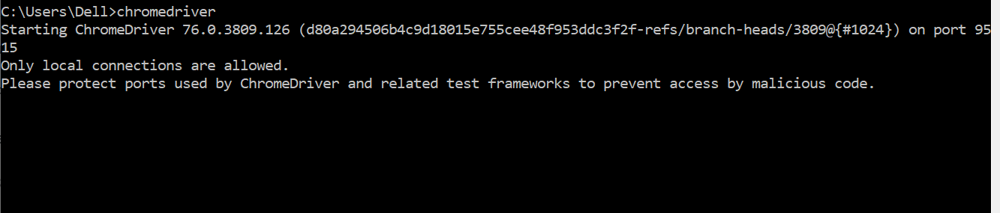 C:\Users\Dell>chromedriver
Starting ChromeDriver 76.0.3809.126 (d80a294506b4c9d18015e755cee48f953ddc3f2f-refs/branch-heads/3809@{#1024}) on port 95
15
Only local connections are allowed.
Please protect ports used by ChromeDriver and related test frameworks to prevent access by malicious code.